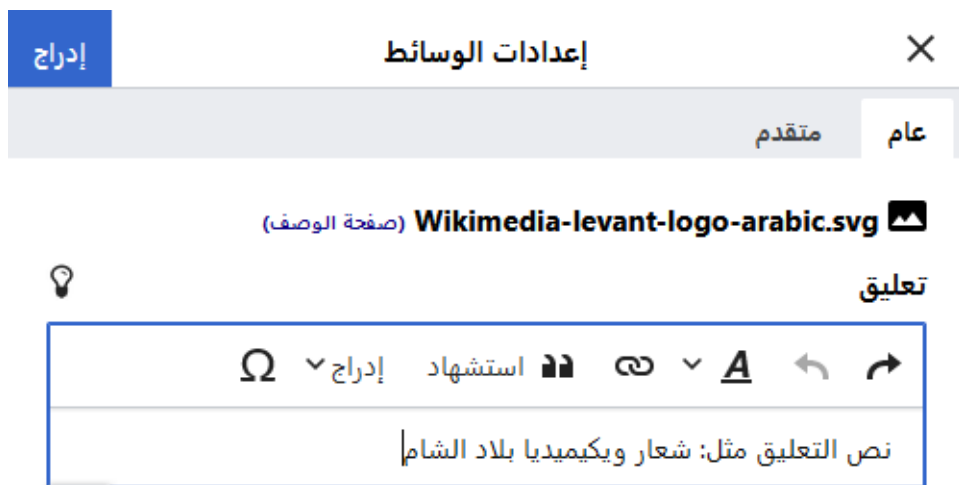 إعدادات الوسائط إدراج
عام متقدم
Wikimedia-levant-logo-arabic.svg (صفحة الوصف)
تعليق
A استشهاد إدراج Ω
نص التعليق مثل: شعار ويكيميديا بلاد الشام